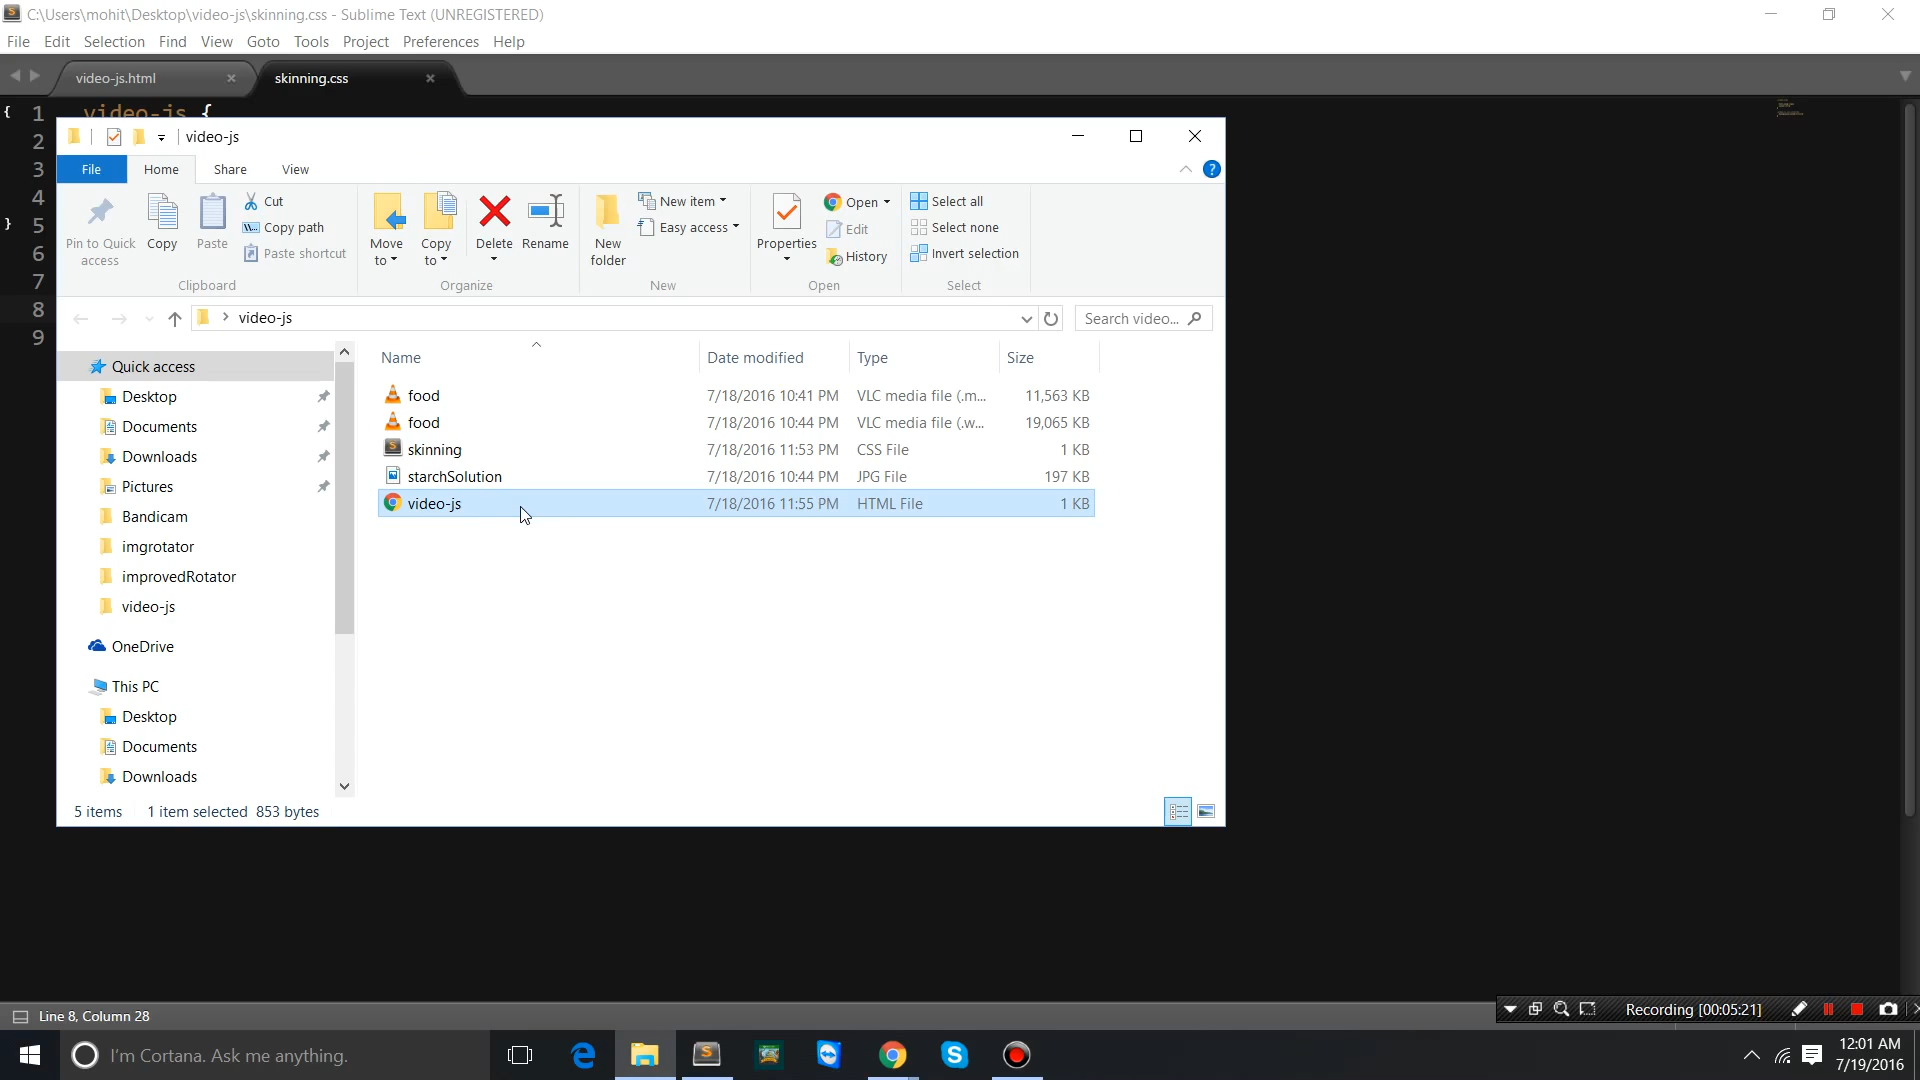 C:\Users\mohit\Desktop\video-js\skinning.css - Sublime Text (UNREGISTERED)
File Edit Selection Find View Goto Tools Project Preferences Help
video-js.html skinning.css
{ 1 video-js {
2
3
4
} 5
6
7
8
9
video-js
File Home Share View
Pin to Quick access
Copy
Paste
Cut
Copy path
Paste shortcut
Clipboard
Move to
Copy to
Delete
Rename
Organize
New folder
New item
Easy access
New
Properties
Open
Edit
History
Open
Select all
Select none
Invert selection
Select
video-js
Search video...
Quick access
Desktop
Documents
Downloads
Pictures
Bandicam
imgrotator
improvedRotator
video-js
OneDrive
This PC
Desktop
Documents
Downloads
Name Date modified Type Size
food 7/18/2016 10:41 PM VLC media file (.m... 11,563 KB
food 7/18/2016 10:44 PM VLC media file (.w... 19,065 KB
skinning 7/18/2016 11:53 PM CSS File 1 KB
starchSolution 7/18/2016 10:44 PM JPG File 197 KB
video-js 7/18/2016 11:55 PM HTML File 1 KB
5 items 1 item selected 853 bytes
Line 8, Column 28
Recording [00:05:21]
I'm Cortana. Ask me anything.
12:01 AM
7/19/2016